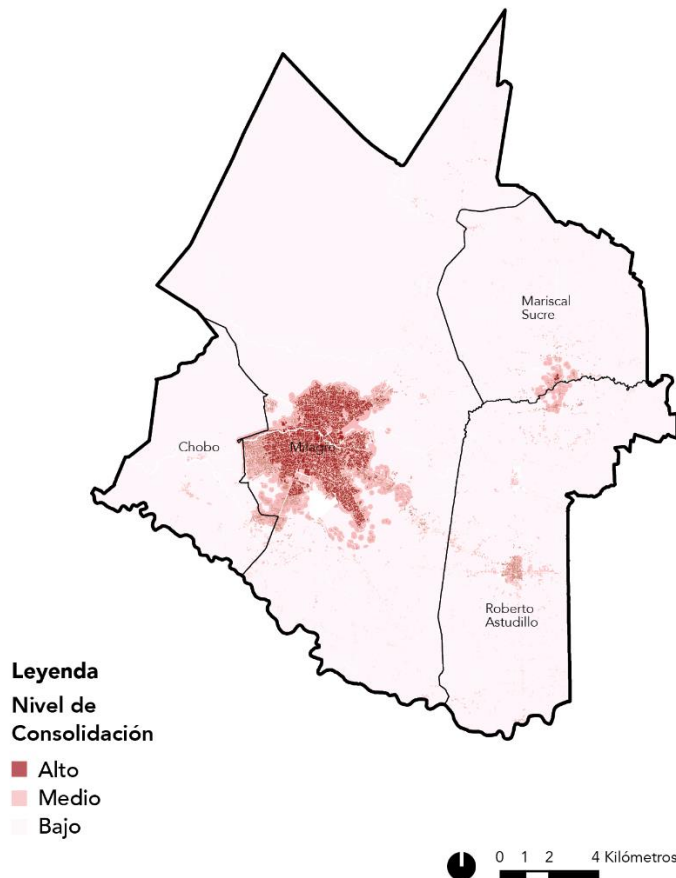 Mariscal
Sucre
Chobo
Milagro
Roberto
Astudillo
Leyenda
Nivel de
Consolidación
Alto
Medio
Bajo
0 1 2 4 Kilómetros